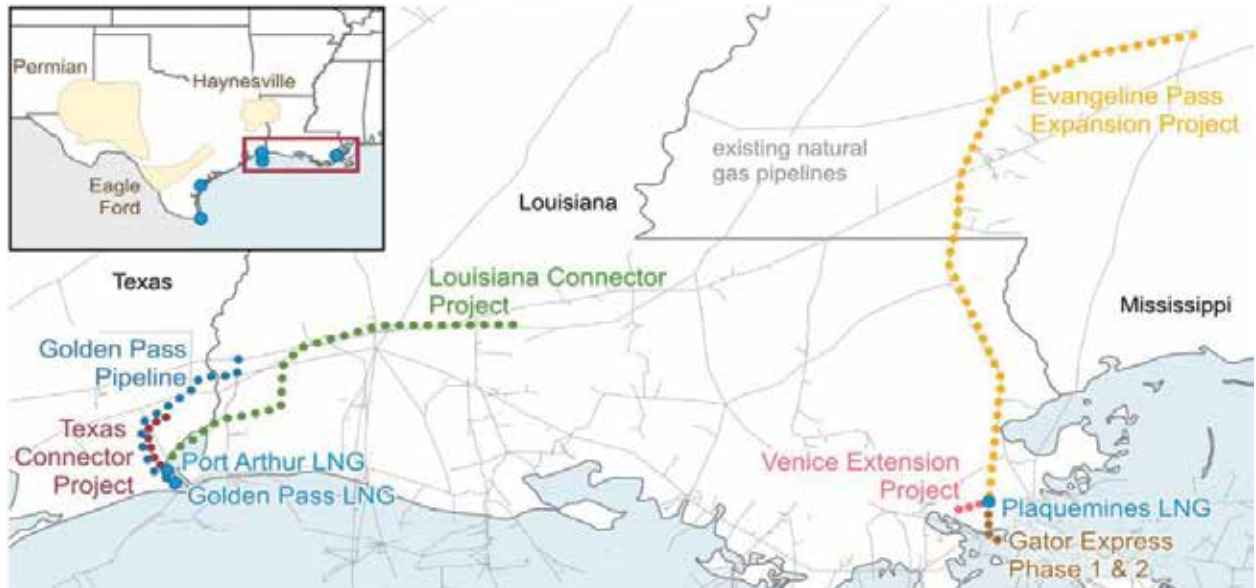 Permian
Haynesville
Eagle
Ford
Evangeline Pass
Expansion Project
existing natural
gas pipelines
Louisiana
Texas
Louisiana Connector
Project
Mississippi
Golden Pass
Pipeline
Texas
Connector
Project
Port Arthur LNG
Golden Pass LNG
Venice Extension
Project
Plaquemines LNG
Gator Express
Phase 1 & 2